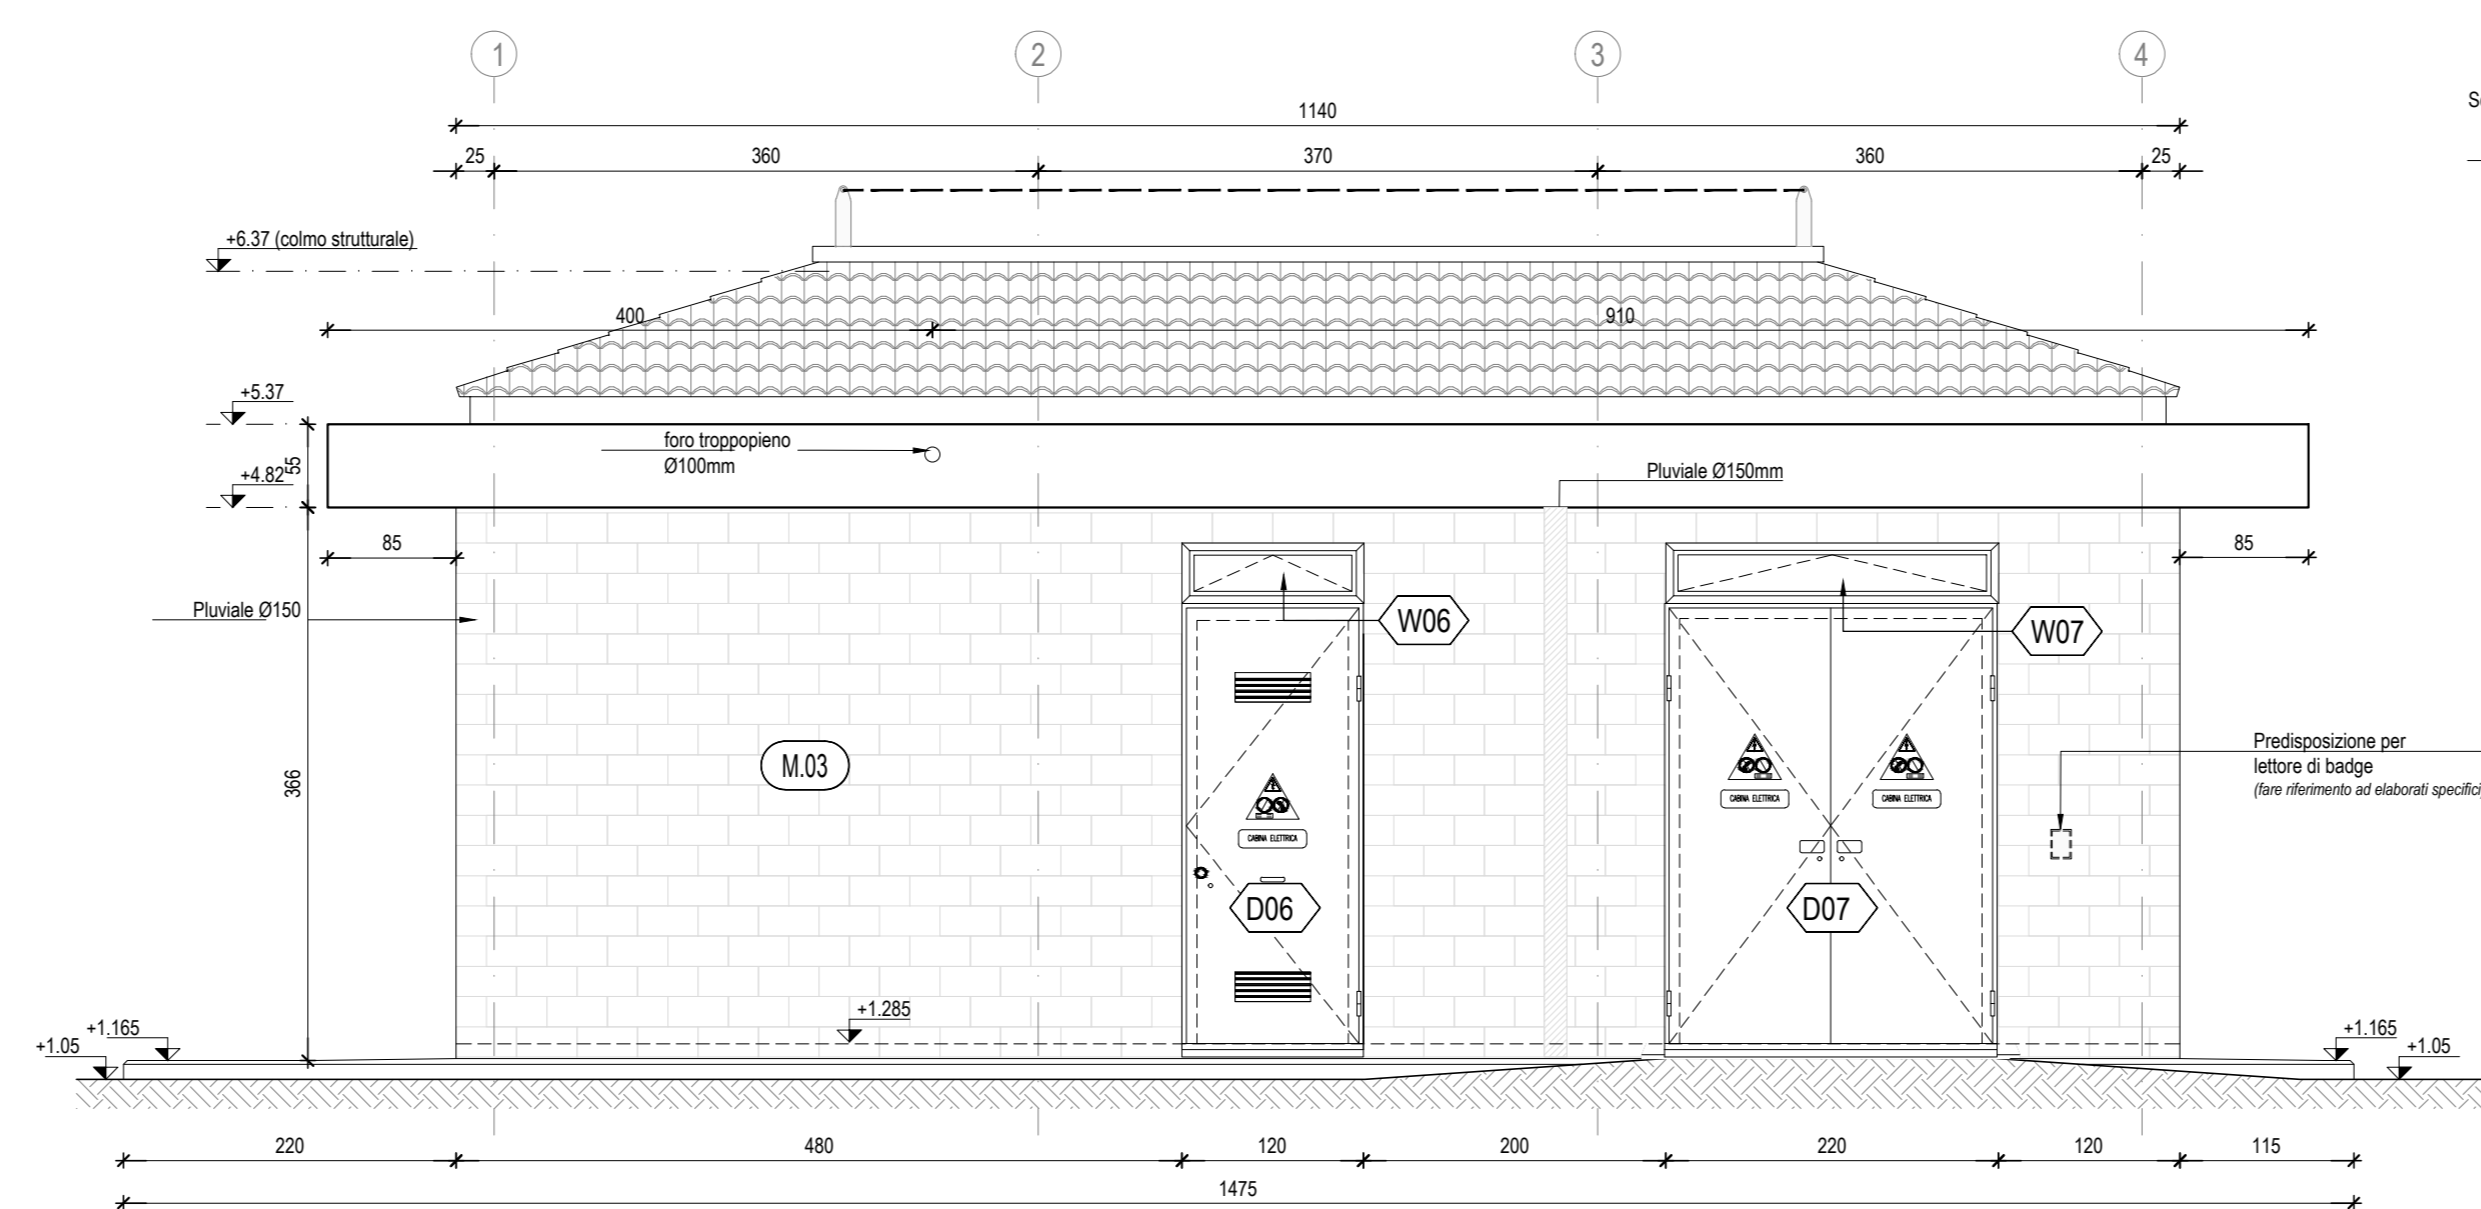 1
2
3
4
1140
25
360
370
360
25
+6.37 (colmo strutturale)
400
910
+5.37
foro troppopieno
Ø100mm
+4.82
55
Pluviale Ø150mm
85
85
Pluviale Ø150
W06
W07
Predisposizione per
lettore di badge
(fare riferimento ad elaborati specifici
M.03
366
CABINA ELETTRICA
CABINA ELETTRICA
CABINA ELETTRICA
D06
D07
+1.285
+1.165
+1.05
+1.165
+1.05
220
480
120
200
220
120
115
1475